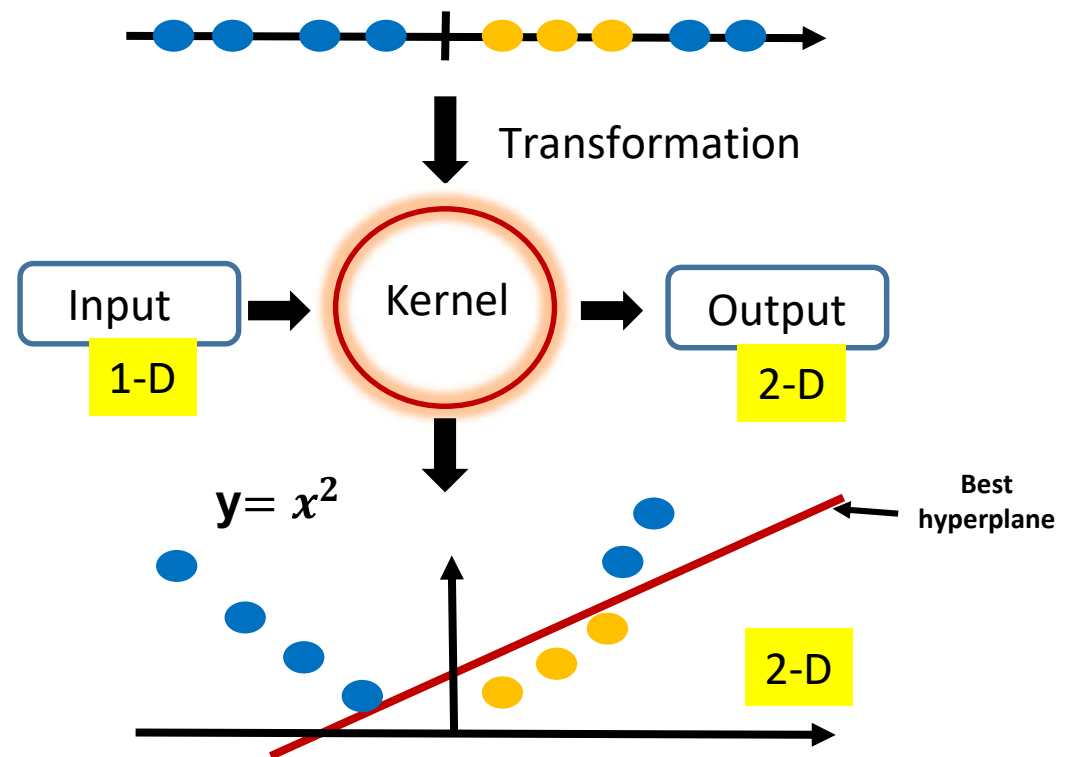 Transformation
Input
Kernel
Output
1-D
2-D
y= x²
Best
hyperplane
2-D